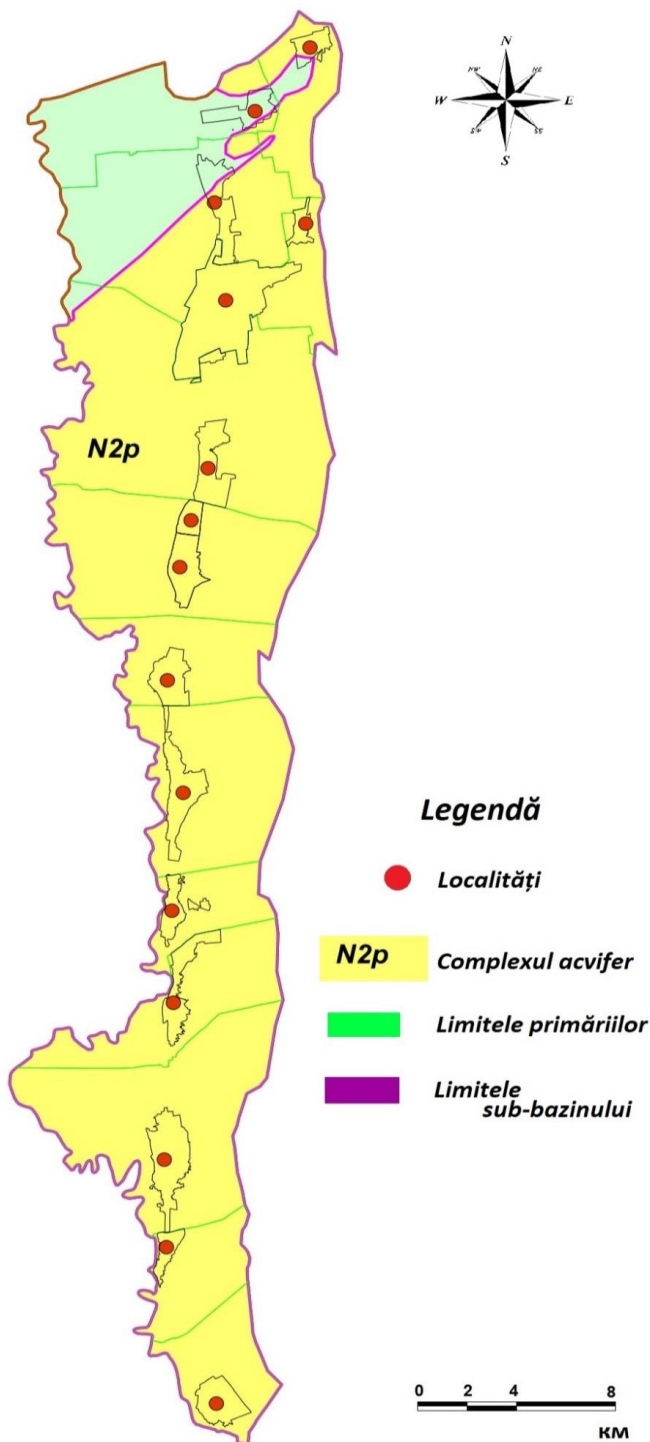 N
NW NE
W E
SW SE
S
N2p
Legendă
Localități
N2p Complexul acvifer
Limitele primăriilor
Limitele
sub-bazinului
0 2 4 8
КМ